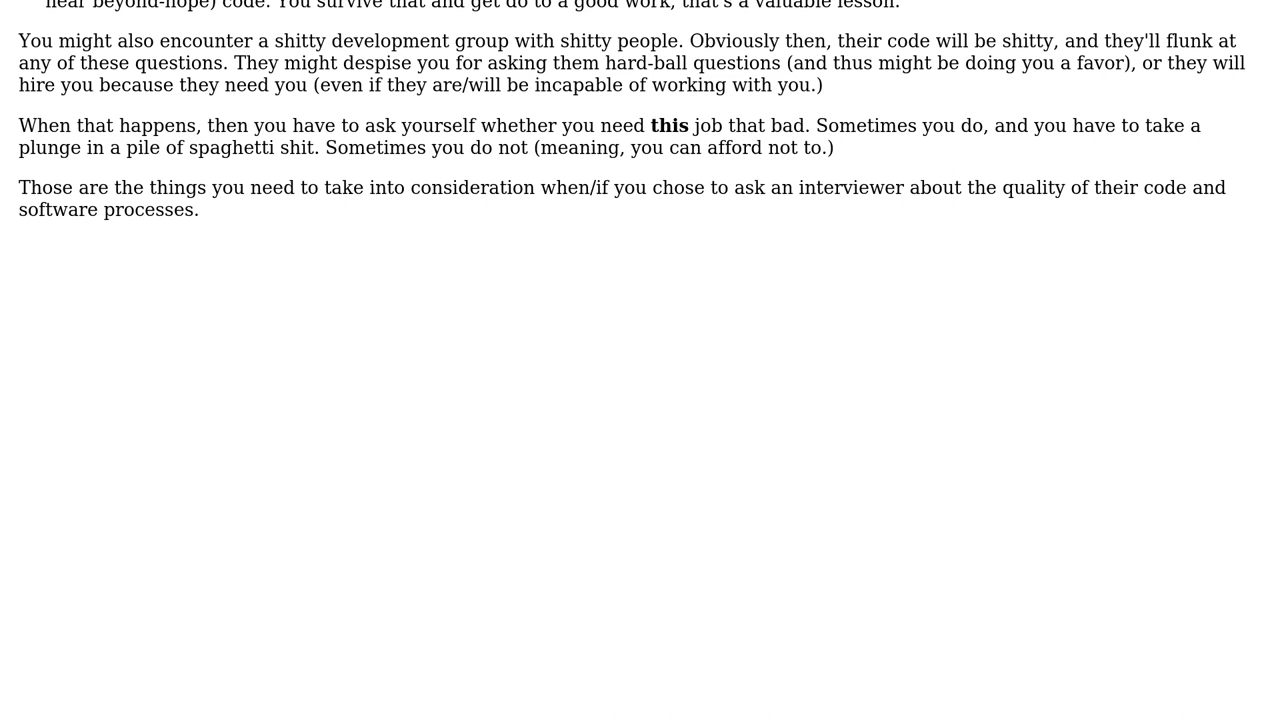 near beyond-hope) code. You survive that and get do to a good work, that's a valuable lesson.
You might also encounter a shitty development group with shitty people. Obviously then, their code will be shitty, and they'll flunk at
any of these questions. They might despise you for asking them hard-ball questions (and thus might be doing you a favor), or they will
hire you because they need you (even if they are/will be incapable of working with you.)
When that happens, then you have to ask yourself whether you need this job that bad. Sometimes you do, and you have to take a
plunge in a pile of spaghetti shit. Sometimes you do not (meaning, you can afford not to.)
Those are the things you need to take into consideration when/if you chose to ask an interviewer about the quality of their code and
software processes.